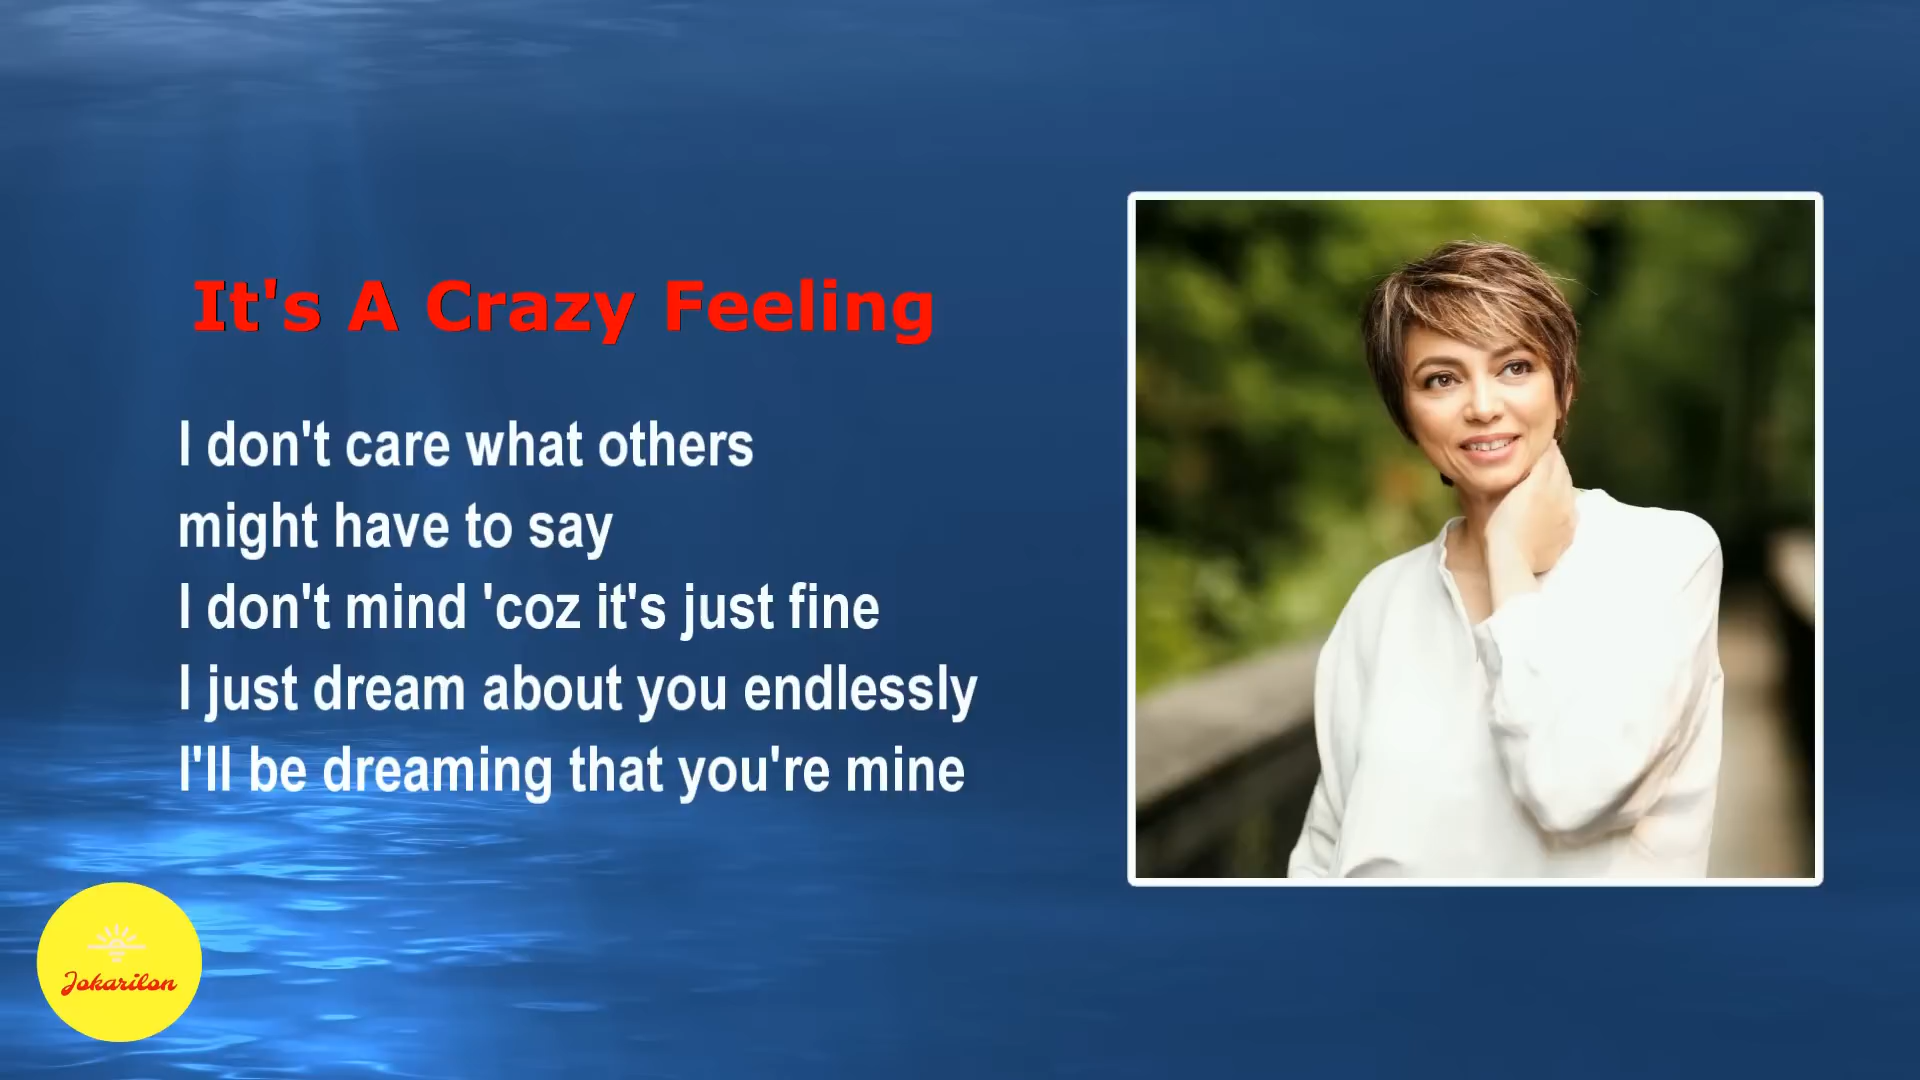 It's A Crazy Feeling
I don't care what others
might have to say
I don't mind 'coz it's just fine
I just dream about you endlessly
I'll be dreaming that you're mine
Jokarilon